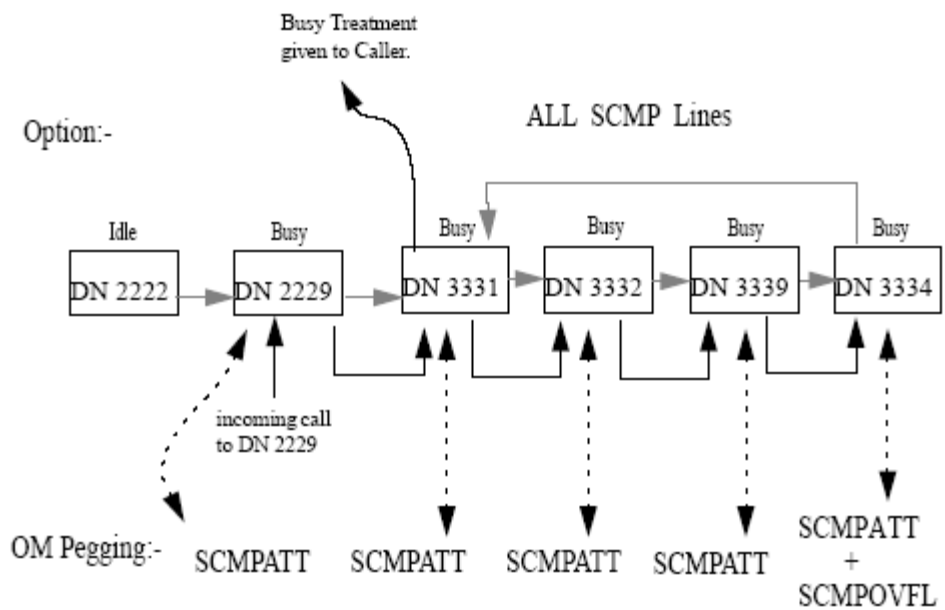 Busy Treatment
given to Caller.
Option:-
ALL SCMP Lines
Idle
Busy
Busy
Busy
Busy
Busy
DN 2222
DN 2229
DN 3331
DN 3332
DN 3339
DN 3334
incoming call
to DN 2229
OM Pegging:-
SCMPATT
SCMPATT
SCMPATT
SCMPATT
SCMPATT
+
SCMPOVFL